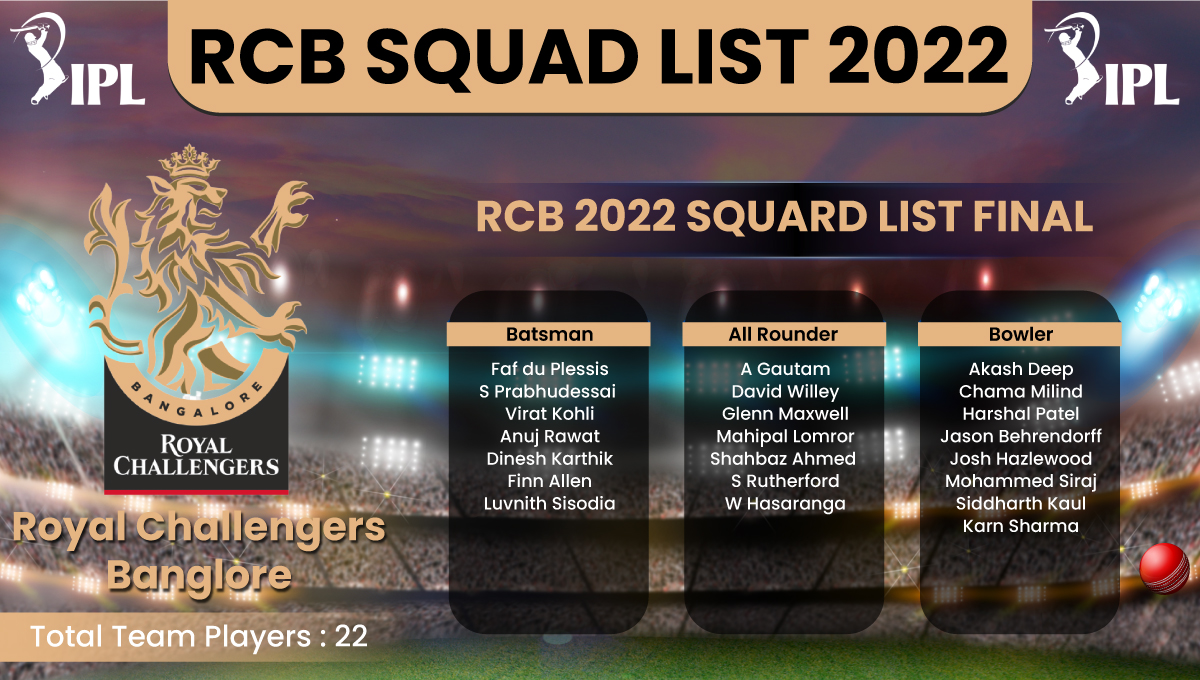 RCB SQUAD LIST 2022
IPL
IPL
RCB 2022 SQUARD LIST FINAL
BANGALORE
ROYAL
CHALLENGERS
Royal Challengers
Banglore
Total Team Players : 22
Batsman
Faf du Plessis
S Prabhudessai
Virat Kohli
Anuj Rawat
Dinesh Karthik
Finn Allen
Luvnith Sisodia
All Rounder
A Gautam
David Willey
Glenn Maxwell
Mahipal Lomror
Shahbaz Ahmed
S Rutherford
W Hasaranga
Bowler
Akash Deep
Chama Milind
Harshal Patel
Jason Behrendorff
Josh Hazlewood
Mohammed Siraj
Siddharth Kaul
Karn Sharma